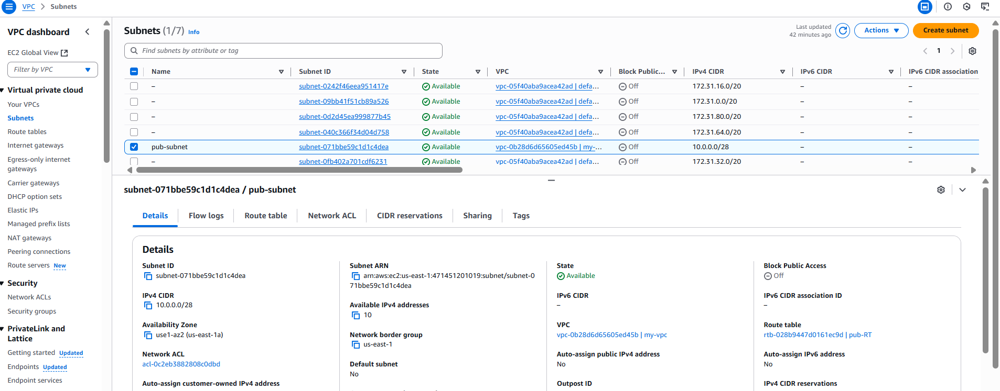 VPC > Subnets
VPC dashboard
EC2 Global View
Filter by VPC
Virtual private cloud
Your VPCs
Subnets
Route tables
Internet gateways
Egress-only internet
gateways
Carrier gateways
DHCP option sets
Elastic IPs
Managed prefix lists
NAT gateways
Peering connections
Route servers New
Security
Network ACLs
Security groups
PrivateLink and
Lattice
Getting started Updated
Endpoints Updated
Endpoint services
Subnets (1/7) Info
Last updated
42 minutes ago
Actions
Create subnet
Find subnets by attribute or tag
1
Name Subnet ID State VPC Block Public... IPv4 CIDR IPv6 CIDR IPv6 CIDR association
– subnet-0242f46eea951417e Available vpc-05f40aba9acea42ad | defa... Off 172.31.16.0/20 – –
– subnet-09bb41f51cb89a526 Available vpc-05f40aba9acea42ad | defa... Off 172.31.0.0/20 – –
– subnet-0d2d45ea999877b45 Available vpc-05f40aba9acea42ad | defa... Off 172.31.80.0/20 – –
– subnet-040c366f34d04d758 Available vpc-05f40aba9acea42ad | defa... Off 172.31.64.0/20 – –
pub-subnet subnet-071bbe59c1d1c4dea Available vpc-0b28d6d65605ed45b | my-... Off 10.0.0.0/28 – –
– subnet-0fb402a701cdf6231 Available vpc-05f40aba9acea42ad | defa... Off 172.31.32.0/20 – –
subnet-071bbe59c1d1c4dea / pub-subnet
Details Flow logs Route table Network ACL CIDR reservations Sharing Tags
Details
Subnet ID
subnet-071bbe59c1d1c4dea
IPv4 CIDR
10.0.0.0/28
Availability Zone
use1-az2 (us-east-1a)
Network ACL
acl-0c2eb3882808c0dbd
Auto-assign customer-owned IPv4 address
Subnet ARN
arn:aws:ec2:us-east-1:471451201019:subnet/subnet-0
71bbe59c1d1c4dea
Available IPv4 addresses
10
Network border group
us-east-1
Default subnet
No
State
Available
IPv6 CIDR
–
VPC
vpc-0b28d6d65605ed45b | my-vpc
Auto-assign public IPv4 address
No
Outpost ID
Block Public Access
Off
IPv6 CIDR association ID
–
Route table
rtb-028b9447d0161ec9d | pub-RT
Auto-assign IPv6 address
No
IPv4 CIDR reservations